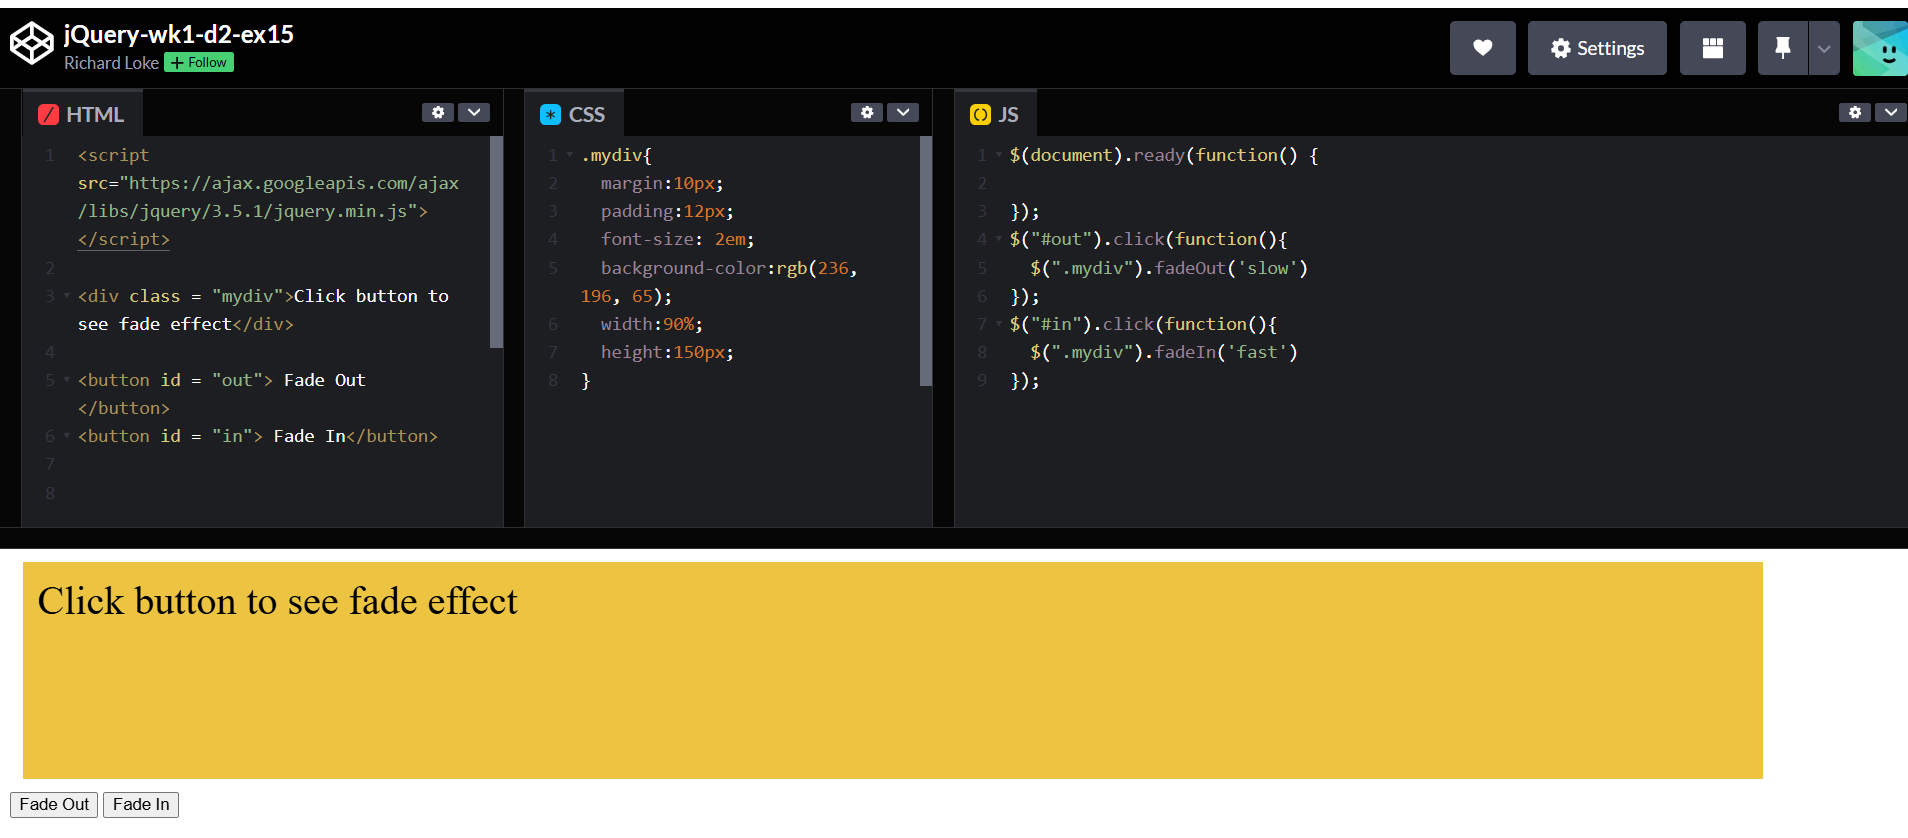 jQuery-wk1-d2-ex15
Richard Loke + Follow
Settings
HTML
1 <script
src="https://ajax.googleapis.com/ajax
/libs/jquery/3.5.1/jquery.min.js">
</script>
2
3 <div class = "mydiv">Click button to
see fade effect</div>
4
5 <button id = "out"> Fade Out
</button>
6 <button id = "in"> Fade In</button>
7
8
CSS
1 .mydiv{
2 margin:10px;
3 padding:12px;
4 font-size: 2em;
5 background-color:rgb(236,
196, 65);
6 width:90%;
7 height:150px;
8 }
JS
1 $(document).ready(function() {
2
3 });
4 $("#out").click(function(){
5 $(".mydiv").fadeOut('slow')
6 });
7 $("#in").click(function(){
8 $(".mydiv").fadeIn('fast')
9 });
Click button to see fade effect
Fade Out Fade In